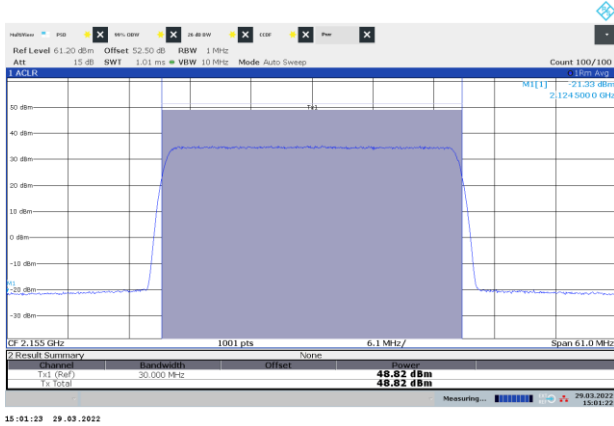 MultiView PSD X 99% OBW X 26 dB BW X CCDF X Pwr X
Ref Level 61.20 dBm Offset 52.50 dB RBW 1 MHz
Att 15 dB SWT 1.01 ms VBW 10 MHz Mode Auto Sweep Count 100/100
1 ACLR 1Rm Avg
M1[1] -21.33 dBm
2.1245000 GHz
Tx1
50 dBm
40 dBm
30 dBm
20 dBm
10 dBm
0 dBm
-10 dBm
M1
-20 dBm
-30 dBm
CF 2.155 GHz 1001 pts 6.1 MHz/ Span 61.0 MHz
2 Result Summary None
Channel Bandwidth Offset Power
Tx1 (Ref) 30.000 MHz 48.82 dBm
Tx Total 48.82 dBm
Measuring... 29.03.2022
15:01:22
15:01:23 29.03.2022